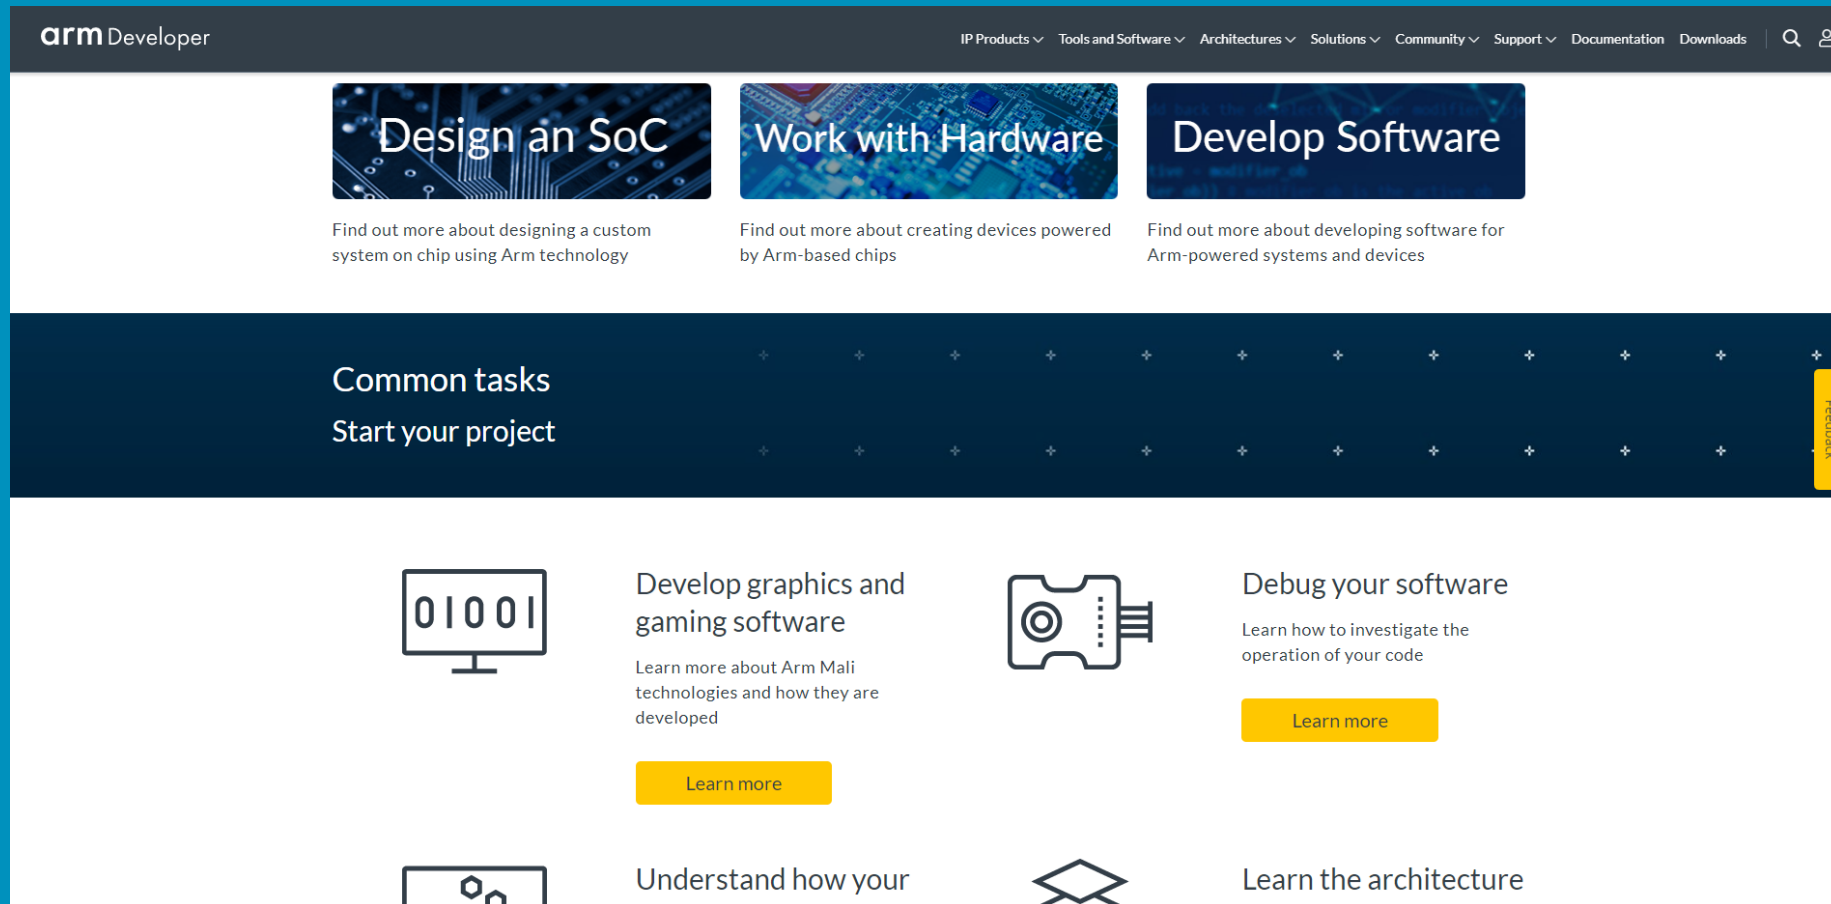 arm Developer
IP Products Tools and Software Architectures Solutions Community Support Documentation Downloads
Design an SoC
Work with Hardware
Develop Software
Find out more about designing a custom
system on chip using Arm technology
Find out more about creating devices powered
by Arm-based chips
Find out more about developing software for
Arm-powered systems and devices
Common tasks
Start your project
Feedback
01001
Develop graphics and
gaming software
Learn more about Arm Mali
technologies and how they are
developed
Learn more
Debug your software
Learn how to investigate the
operation of your code
Learn more
Understand how your
Learn the architecture